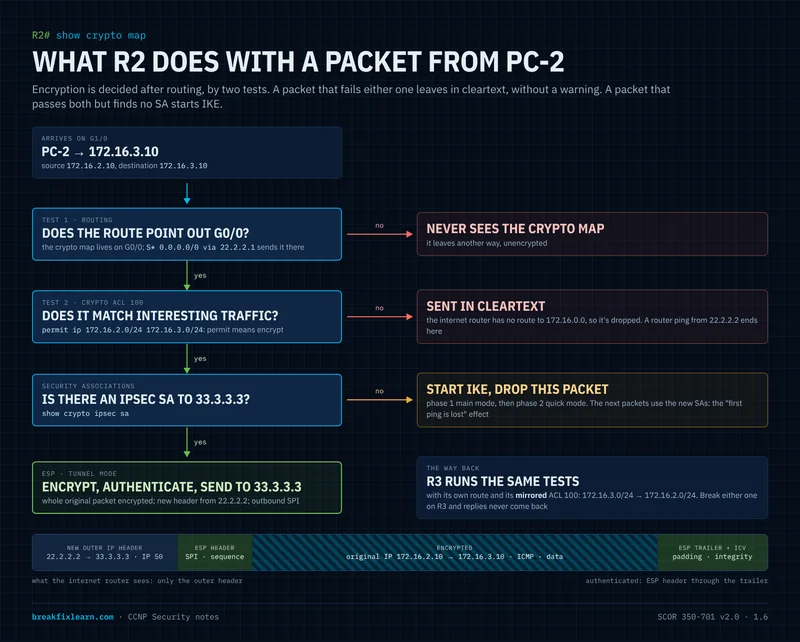 R2# show crypto map
WHAT R2 DOES WITH A PACKET FROM PC-2
Encryption is decided after routing, by two tests. A packet that fails either one leaves in cleartext, without a warning. A packet that
passes both but finds no SA starts IKE.
ARRIVES ON G1/0
PC-2 → 172.16.3.10
source 172.16.2.10, destination 172.16.3.10
TEST 1 · ROUTING
DOES THE ROUTE POINT OUT G0/0?
the crypto map lives on G0/0; S* 0.0.0.0/0 via 22.2.2.1 sends it there
no
NEVER SEES THE CRYPTO MAP
it leaves another way, unencrypted
yes
TEST 2 · CRYPTO ACL 100
DOES IT MATCH INTERESTING TRAFFIC?
permit ip 172.16.2.0/24 172.16.3.0/24: permit means encrypt
no
SENT IN CLEARTEXT
the internet router has no route to 172.16.0.0, so it's dropped. A router ping from 22.2.2.2 ends
here
yes
SECURITY ASSOCIATIONS
IS THERE AN IPSEC SA TO 33.3.3.3?
show crypto ipsec sa
no
START IKE, DROP THIS PACKET
phase 1 main mode, then phase 2 quick mode. The next packets use the new SAs: the "first
ping is lost" effect
yes
ESP · TUNNEL MODE
ENCRYPT, AUTHENTICATE, SEND TO 33.3.3.3
whole original packet encrypted; new header from 22.2.2.2; outbound SPI
THE WAY BACK
R3 RUNS THE SAME TESTS
with its own route and its mirrored ACL 100: 172.16.3.0/24 → 172.16.2.0/24. Break either one
on R3 and replies never come back
NEW OUTER IP HEADER
22.2.2.2 → 33.3.3.3 · IP 50
ESP HEADER
SPI · sequence
ENCRYPTED
original IP 172.16.2.10 → 172.16.3.10 · ICMP · data
ESP TRAILER + ICV
padding · integrity
what the internet router sees: only the outer header
authenticated: ESP header through the trailer
breakfixlearn.com · CCNP Security notes
SCOR 350-701 v2.0 · 1.6